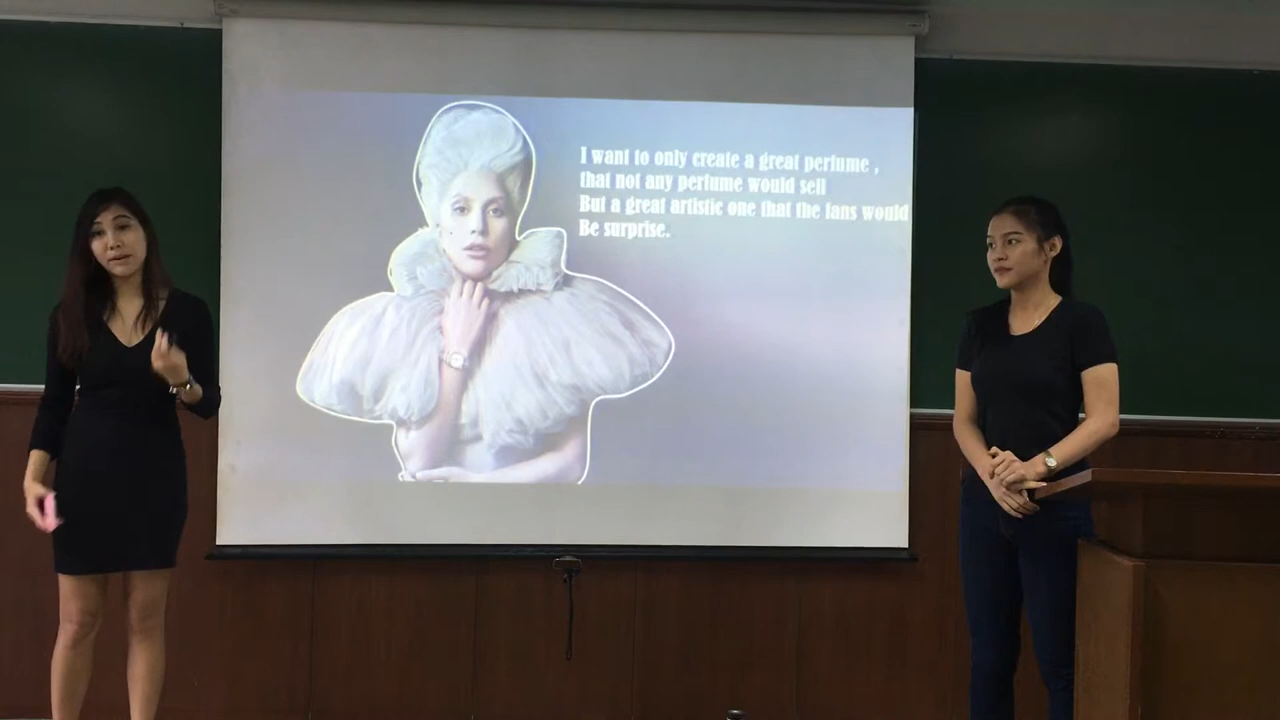 I want to only create a great perfume ,
that not any perfume would sell
But a great artistic one that the fans would
Be surprise.